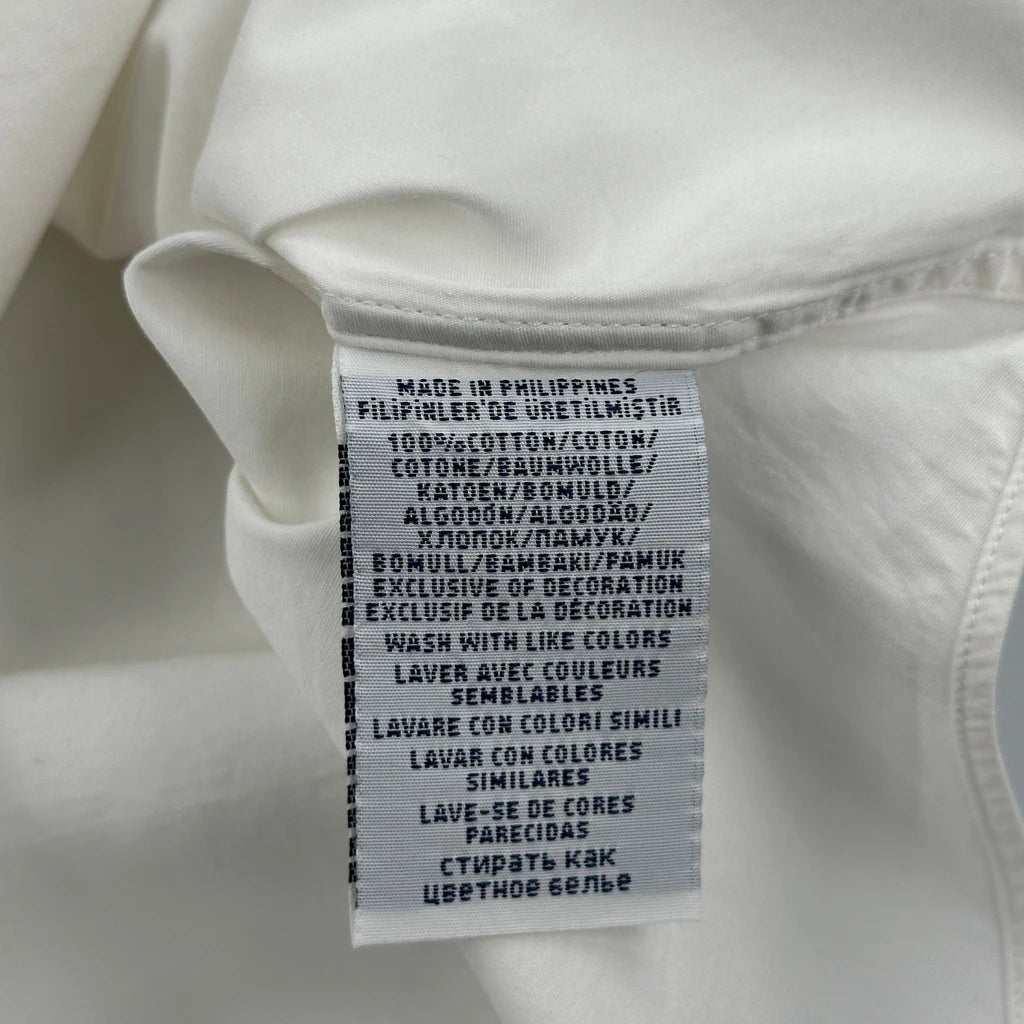 MADE IN PHILIPPINES
FİLİPİNLER'DE ÜRETİLMİŞTİR
100%COTTON/COTON/
COTONE/BAUMWOLLE/
KATOEN/BOMULD/
ALGODÓN/ALGODÃO/
ХЛОПОК/ПАМУК/
BOMULL/BAMBAKI/PAMUK
EXCLUSIVE OF DECORATION
EXCLUSIF DE LA DÉCORATION
WASH WITH LIKE COLORS
LAVER AVEC COULEURS
SEMBLABLES
LAVARE CON COLORI SIMILI
LAVAR CON COLORES
SIMILARES
LAVE-SE DE CORES
PARECIDAS
стирать как
цветное белье